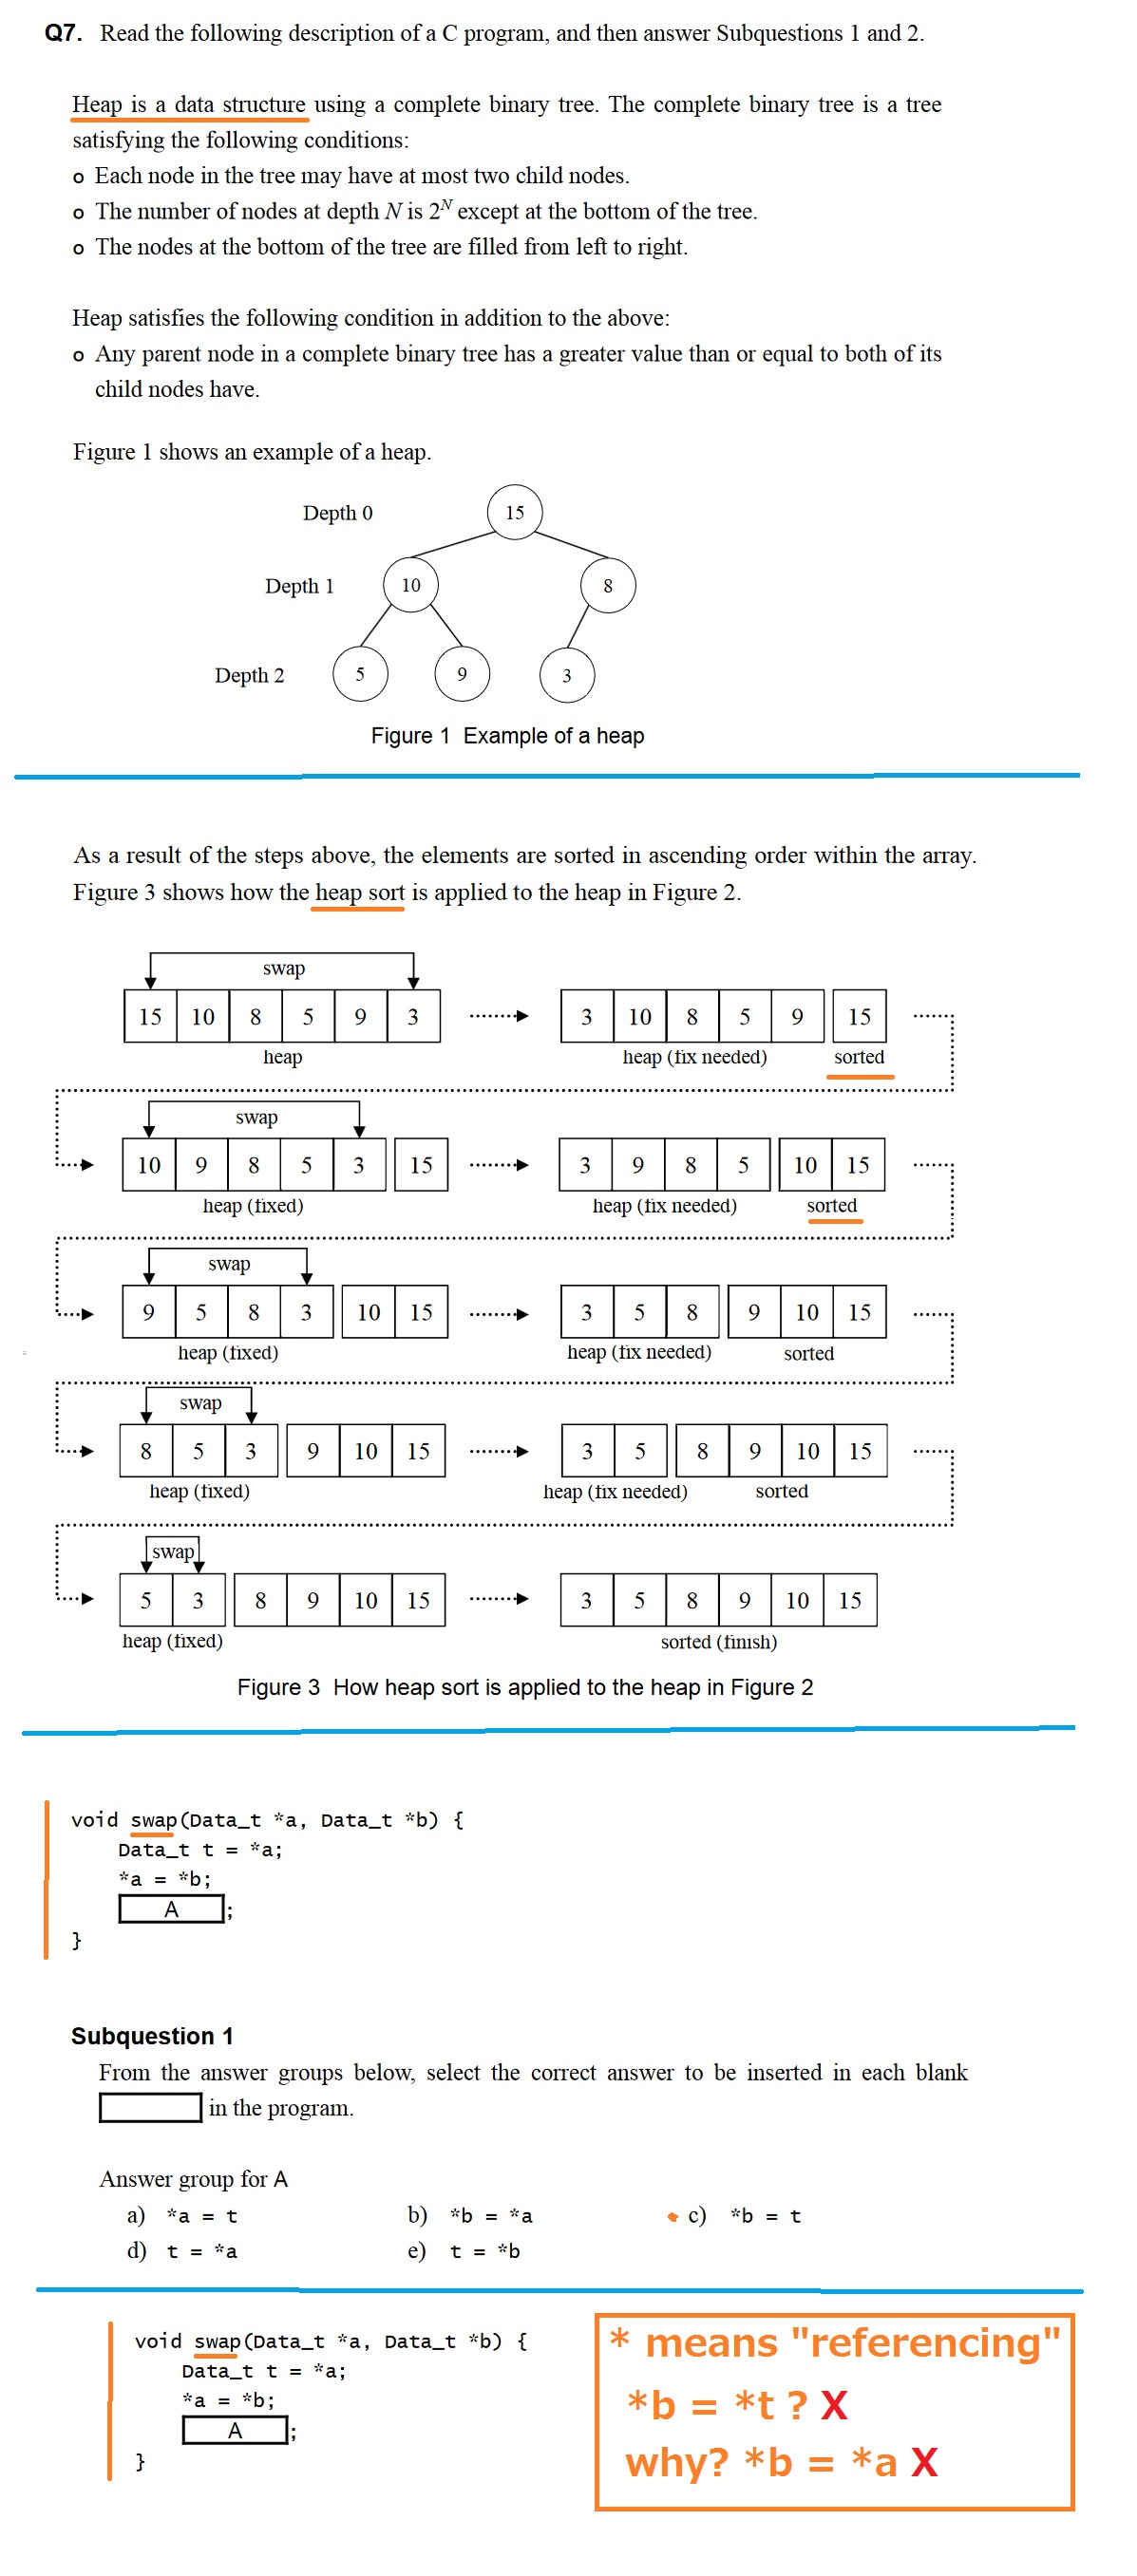 Q7. Read the following description of a C program, and then answer Subquestions 1 and 2.
Heap is a data structure using a complete binary tree. The complete binary tree is a tree
satisfying the following conditions:
o Each node in the tree may have at most two child nodes.
o The number of nodes at depth N is 2^N except at the bottom of the tree.
o The nodes at the bottom of the tree are filled from left to right.
Heap satisfies the following condition in addition to the above:
o Any parent node in a complete binary tree has a greater value than or equal to both of its
child nodes have.
Figure 1 shows an example of a heap.
Depth 0 15
Depth 1 10 8
Depth 2 5 9 3
Figure 1 Example of a heap
As a result of the steps above, the elements are sorted in ascending order within the array.
Figure 3 shows how the heap sort is applied to the heap in Figure 2.
swap
15 10 8 5 9 3 3 10 8 5 9 15
heap heap (fix needed) sorted
swap
10 9 8 5 3 15 3 9 8 5 10 15
heap (fixed) heap (fix needed) sorted
swap
9 5 8 3 10 15 3 5 8 9 10 15
heap (fixed) heap (fix needed) sorted
swap
8 5 3 9 10 15 3 5 8 9 10 15
heap (fixed) heap (fix needed) sorted
swap
5 3 8 9 10 15 3 5 8 9 10 15
heap (fixed) sorted (finish)
Figure 3 How heap sort is applied to the heap in Figure 2
void swap(Data_t *a, Data_t *b) {
Data_t t = *a;
*a = *b;
A ;
}
Subquestion 1
From the answer groups below, select the correct answer to be inserted in each blank
in the program.
Answer group for A
a) *a = t b) *b = *a c) *b = t
d) t = *a e) t = *b
void swap(Data_t *a, Data_t *b) {
Data_t t = *a;
*a = *b;
A ;
}
* means "referencing"
*b = *t ? X
why? *b = *a X